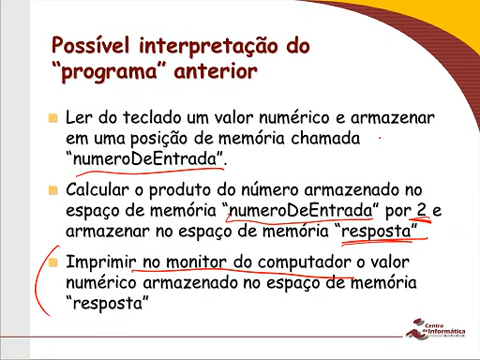 Possível interpretação do
“programa” anterior
Ler do teclado um valor numérico e armazenar
em uma posição de memória chamada
“numeroDeEntrada”.
Calcular o produto do número armazenado no
espaço de memória “numeroDeEntrada” por 2 e
armazenar no espaço de memória “resposta”
Imprimir no monitor do computador o valor
numérico armazenado no espaço de memória
“resposta”
Centro
de Informática